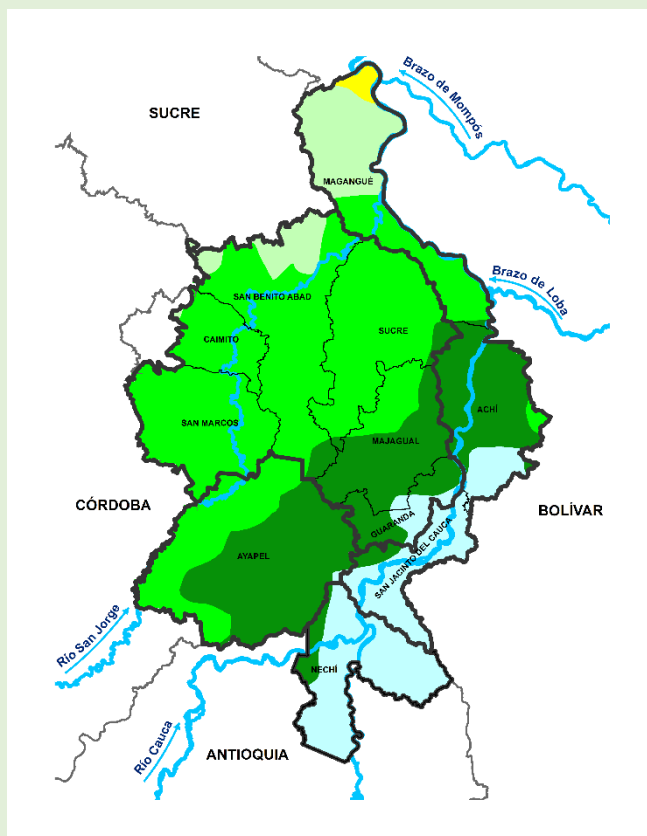 Brazo de Mompós
SUCRE
MAGANGUÉ
Brazo de Loba
SAN BENITO ABAD
SUCRE
CAIMITO
ACHÍ
SAN MARCOS
MAJAGUAL
CÓRDOBA
BOLÍVAR
GUARANDA
SAN JACINTO DEL CAUCA
AYAPEL
Río San Jorge
NECHÍ
Río Cauca
ANTIOQUIA